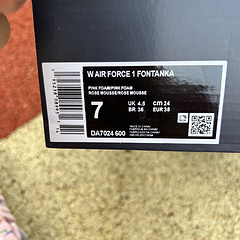 W AIR FORCE 1 FONTANKA
PINK FOAM/PINK FOAM
ROSE MOUSSE/ROSE MOUSSE
7
UK 4.5 cm 24
BR 36 EUR 38
DA7024 600